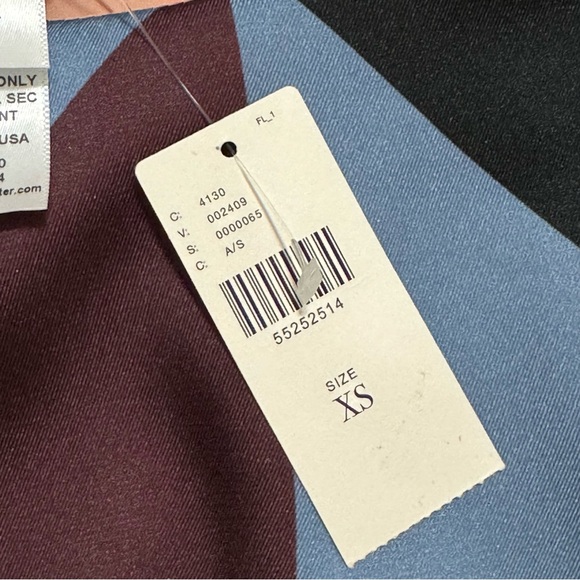 ONLY
SEC
NT
USA
0
4
ter.com
FL_1
C: 4130
V: 002409
S: 0000065
C: A/S
55252514
SIZE
XS